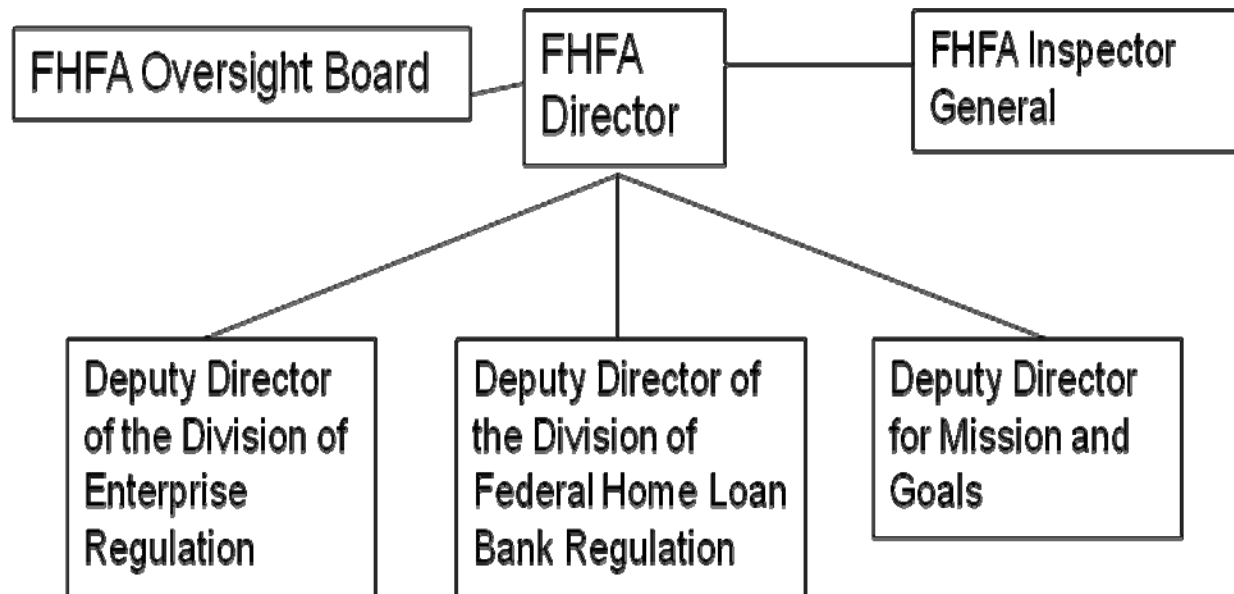 FHFA Oversight Board
FHFA
Director
FHFA Inspector
General
Deputy Director
of the Division of
Enterprise
Regulation
Deputy Director of
the Division of
Federal Home Loan
Bank Regulation
Deputy Director
for Mission and
Goals